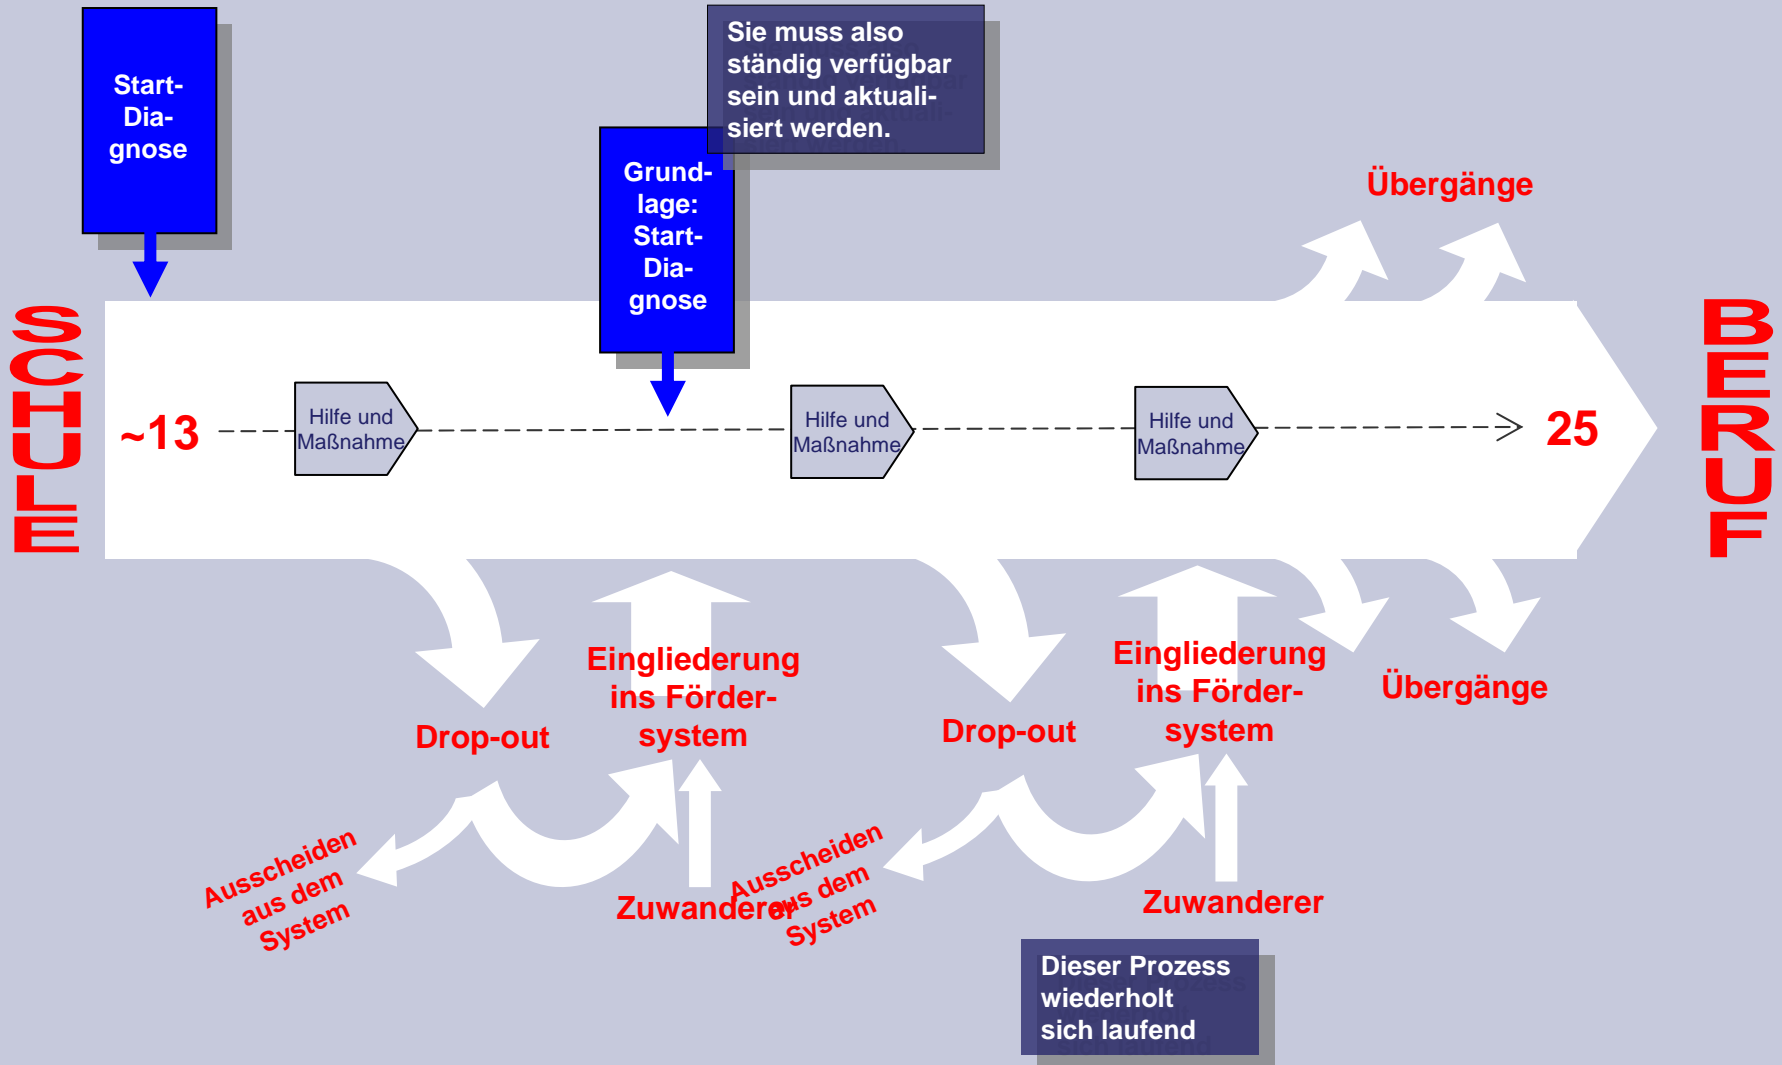 Start-
Dia-
gnose
Sie muss also
ständig verfügbar
sein und aktuali-
siert werden.
Grund-
lage:
Start-
Dia-
gnose
Übergänge
SCHULE
~13
Hilfe und
Maßnahme
Hilfe und
Maßnahme
Hilfe und
Maßnahme
25
BERUF
Drop-out
Eingliederung
ins Förder-
system
Drop-out
Eingliederung
ins Förder-
system
Übergänge
Ausscheiden
aus dem
System
Zuwanderer
Ausscheiden
aus dem
System
Zuwanderer
Dieser Prozess
wiederholt
sich laufend